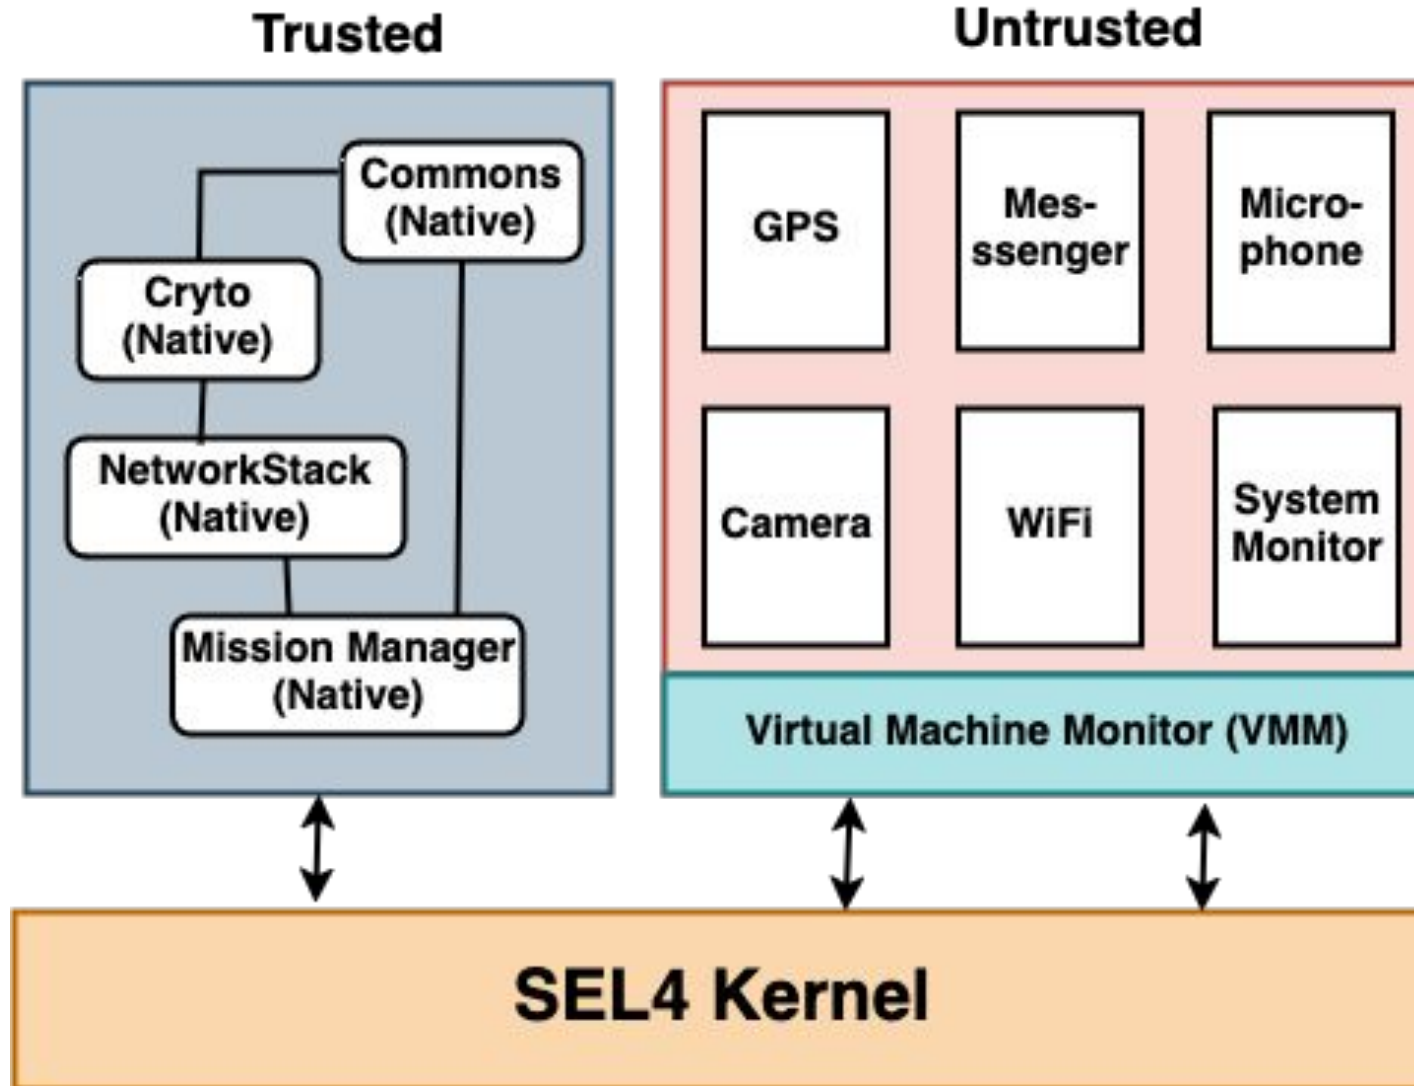 Trusted
Commons
(Native)
Cryto
(Native)
NetworkStack
(Native)
Mission Manager
(Native)
Untrusted
GPS
Mes-
ssenger
Micro-
phone
Camera
WiFi
System
Monitor
Virtual Machine Monitor (VMM)
SEL4 Kernel